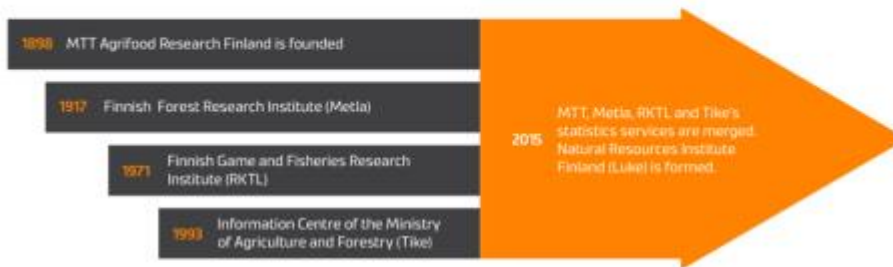 1898 MTT Agrifood Research Finland is founded
1917 Finnish Forest Research Institute (Metla)
1971 Finnish Game and Fisheries Research
Institute (RKTL)
1993 Information Centre of the Ministry
of Agriculture and Forestry (Tike)
2015 MTT, Metla, RKTL and Tike's
statistics services are merged.
Natural Resources Institute
Finland (Luke) is formed.